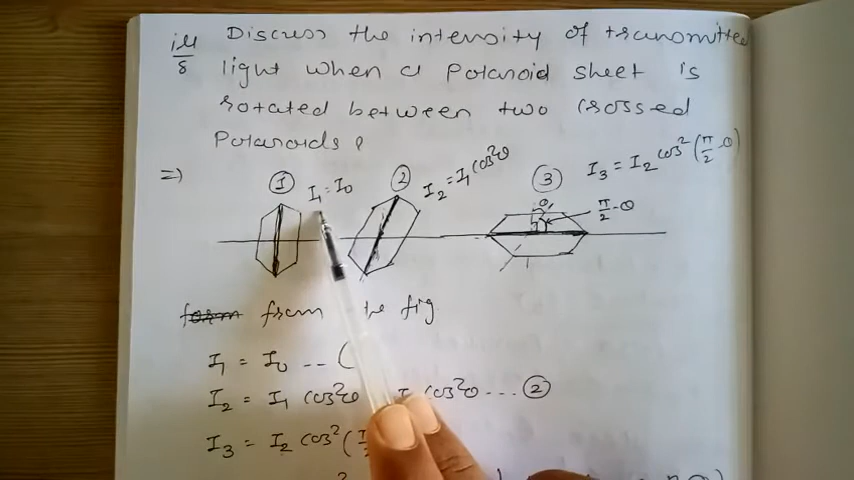 ill
8
Discuss the intensity of transmitted
light when a Polaroid sheet is
rotated between two crossed
Polaroids ?
⇒)
① I₁ = I₀ ② I₂ = I₁ cos²θ ③ I₃ = I₂ cos² (π/2 - θ)
θ
π/2 - θ
from the fig
I₁ = I₀ -- (
I₂ = I₁ cos²θ I cos²θ --- ②
I₃ = I₂ cos² (